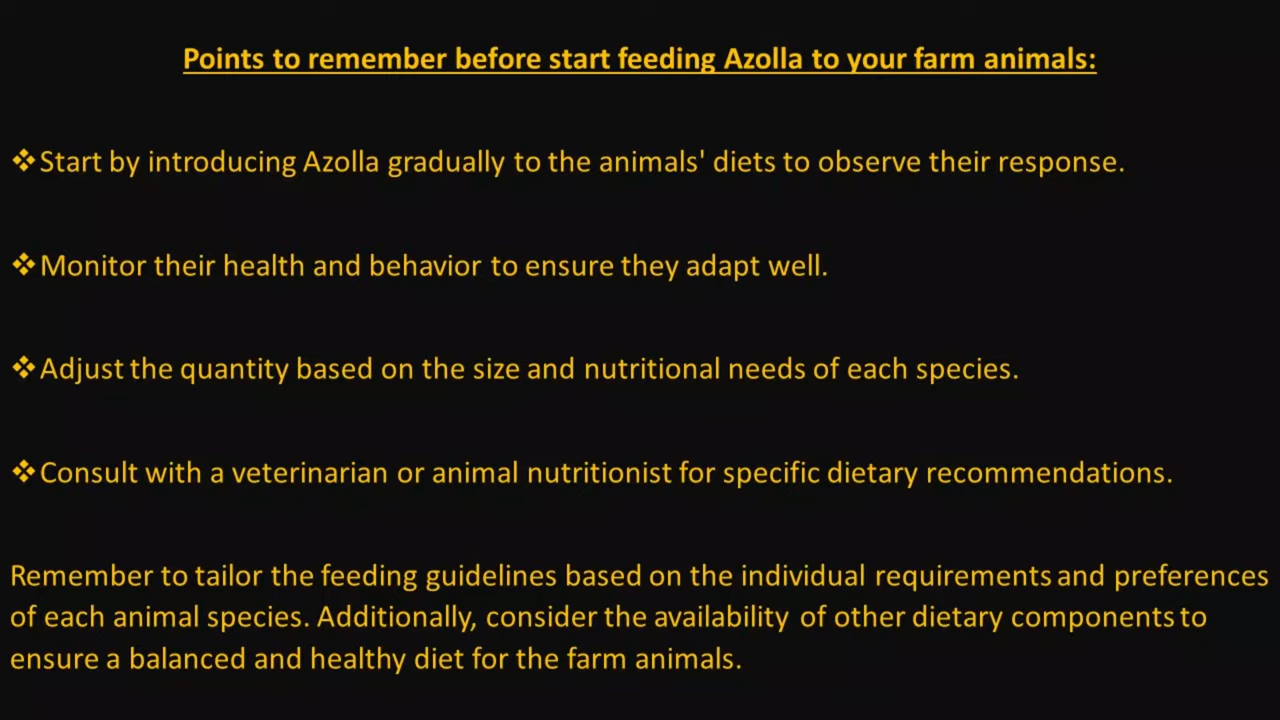 Points to remember before start feeding Azolla to your farm animals:
❖Start by introducing Azolla gradually to the animals' diets to observe their response.
❖Monitor their health and behavior to ensure they adapt well.
❖Adjust the quantity based on the size and nutritional needs of each species.
❖Consult with a veterinarian or animal nutritionist for specific dietary recommendations.
Remember to tailor the feeding guidelines based on the individual requirements and preferences
of each animal species. Additionally, consider the availability of other dietary components to
ensure a balanced and healthy diet for the farm animals.